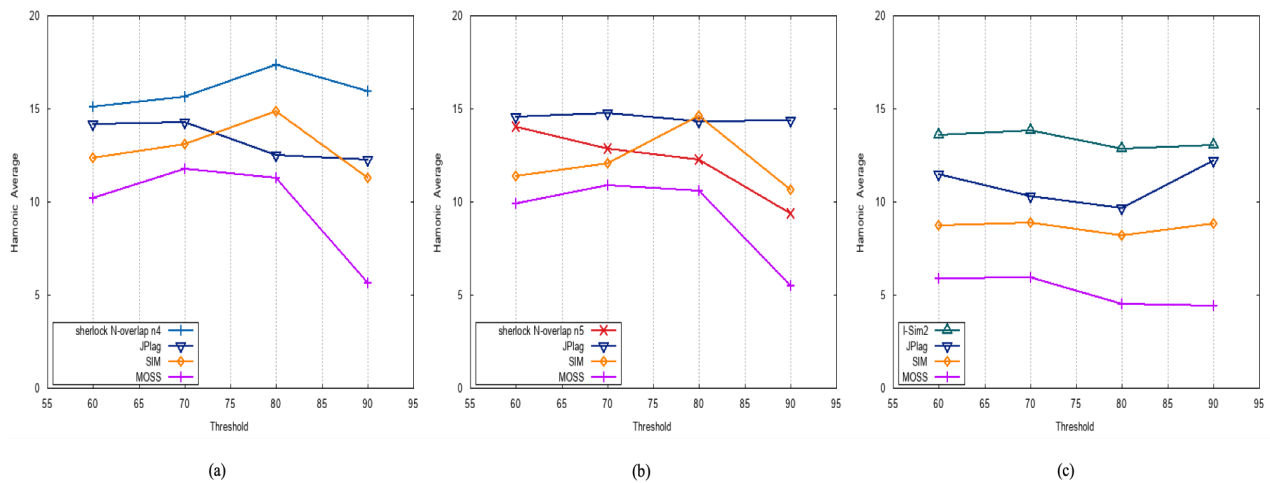 20
15
10
5
0
Hamonic Average
sherlock N-overlap n4
JPlag
SIM
MOSS
55 60 65 70 75 80 85 90 95
Threshold
(a)
20
15
10
5
0
Hamonic Average
sherlock N-overlap n5
JPlag
SIM
MOSS
55 60 65 70 75 80 85 90 95
Threshold
(b)
20
15
10
5
0
Hamonic Average
I-Sim2
JPlag
SIM
MOSS
55 60 65 70 75 80 85 90 95
Threshold
(c)